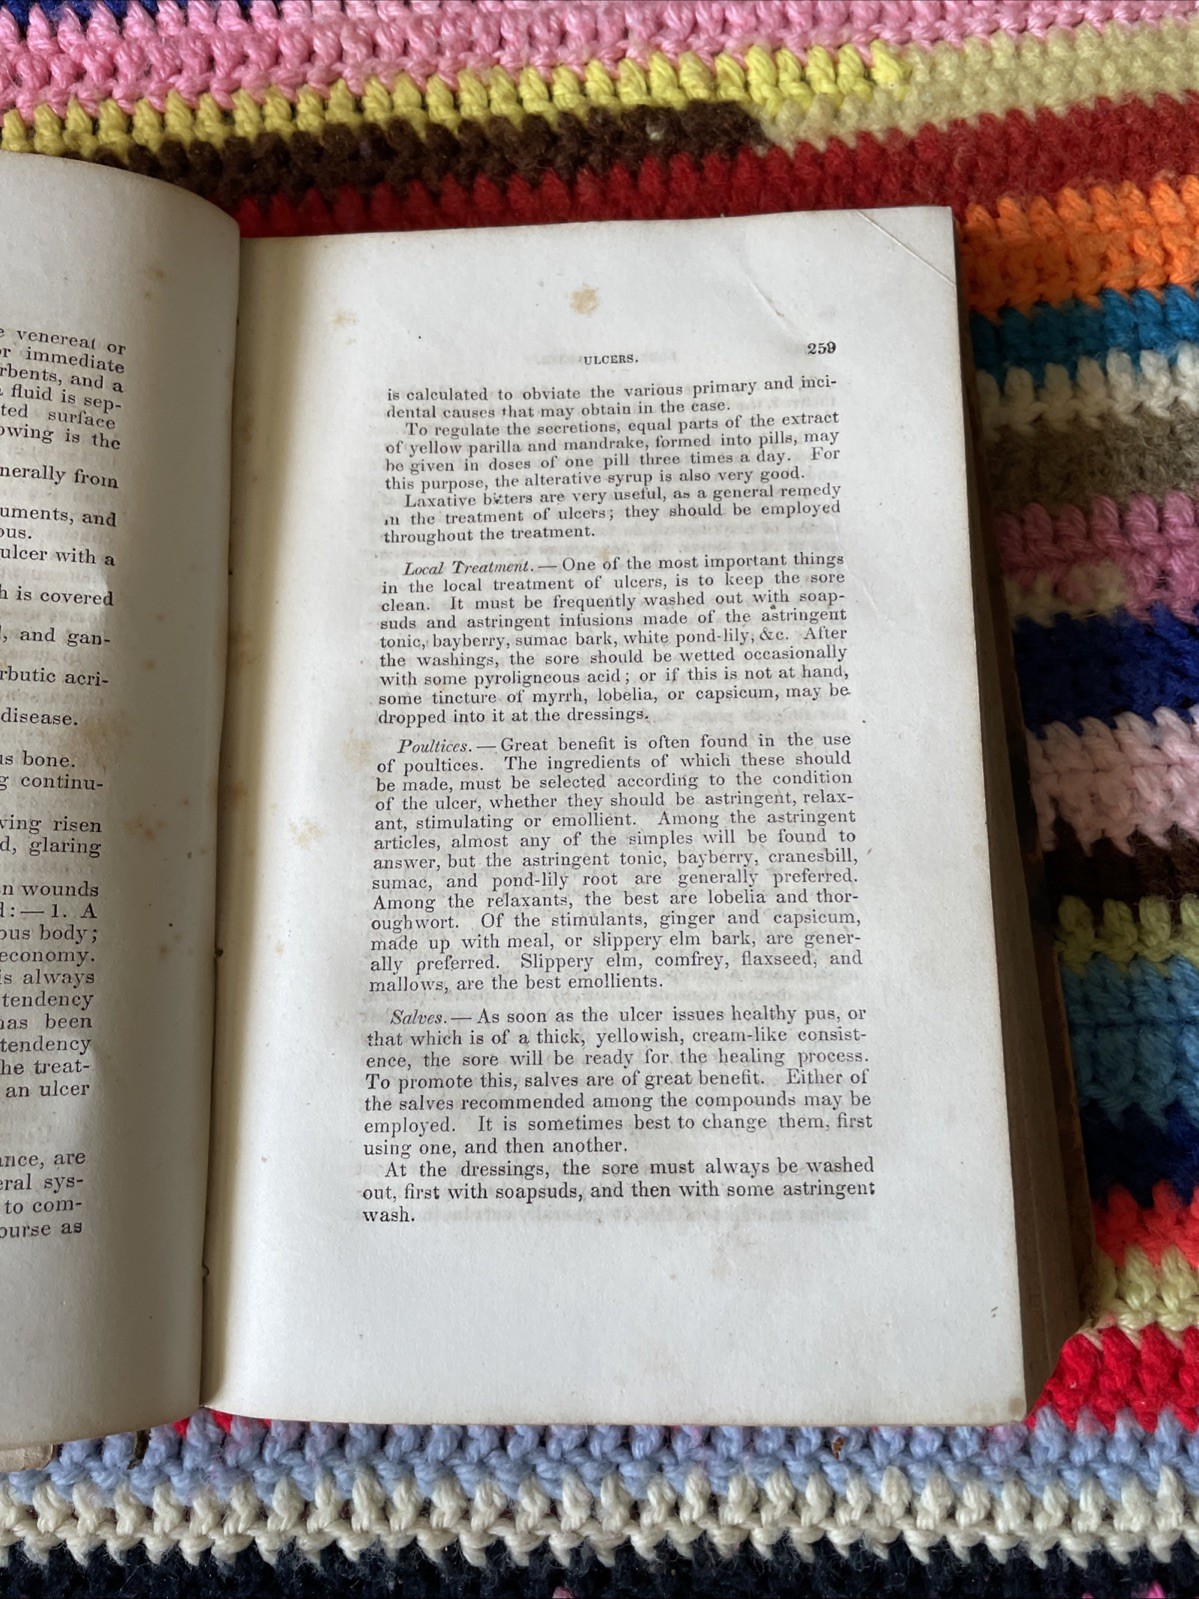 venereal or
or immediate
rbents, and a
fluid is sep-
ted surface
owing is the
nerally from
uments, and
ous.
ulcer with a
h is covered
, and gan-
rbutic acri-
disease.
us bone.
g continu-
ving risen
d, glaring
n wounds
d:—1. A
ous body;
economy.
is always
tendency
has been
tendency
he treat-
an ulcer
ance, are
eral sys-
to com-
ourse as
ULCERS. 259
is calculated to obviate the various primary and inci-
dental causes that may obtain in the case.
To regulate the secretions, equal parts of the extract
of yellow parilla and mandrake, formed into pills, may
be given in doses of one pill three times a day. For
this purpose, the alterative syrup is also very good.
Laxative bitters are very useful, as a general remedy
in the treatment of ulcers; they should be employed
throughout the treatment.
Local Treatment.—One of the most important things
in the local treatment of ulcers, is to keep the sore
clean. It must be frequently washed out with soap-
suds and astringent infusions made of the astringent
tonic, bayberry, sumac bark, white pond-lily, &c. After
the washings, the sore should be wetted occasionally
with some pyroligneous acid; or if this is not at hand,
some tincture of myrrh, lobelia, or capsicum, may be
dropped into it at the dressings.
Poultices.—Great benefit is often found in the use
of poultices. The ingredients of which these should
be made, must be selected according to the condition
of the ulcer, whether they should be astringent, relax-
ant, stimulating or emollient. Among the astringent
articles, almost any of the simples will be found to
answer, but the astringent tonic, bayberry, cranesbill,
sumac, and pond-lily root are generally preferred.
Among the relaxants, the best are lobelia and thor-
oughwort. Of the stimulants, ginger and capsicum,
made up with meal, or slippery elm bark, are gener-
ally preferred. Slippery elm, comfrey, flaxseed, and
mallows, are the best emollients.
Salves.—As soon as the ulcer issues healthy pus, or
that which is of a thick, yellowish, cream-like consist-
ence, the sore will be ready for the healing process.
To promote this, salves are of great benefit. Either of
the salves recommended among the compounds may be
employed. It is sometimes best to change them, first
using one, and then another.
At the dressings, the sore must always be washed
out, first with soapsuds, and then with some astringent
wash.